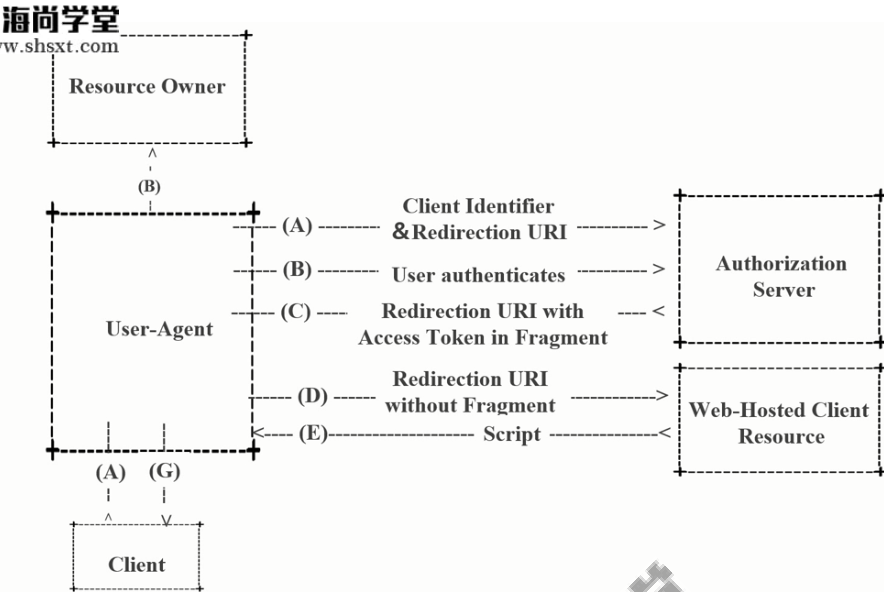 海尚学堂
w.shsxt.com
Resource Owner
(B)
Client Identifier
(A) &Redirection URI
(B) User authenticates
Authorization
Server
(C) Redirection URI with
Access Token in Fragment
User-Agent
Redirection URI
(D) without Fragment
(E) Script
Web-Hosted Client
Resource
(A) (G)
Client